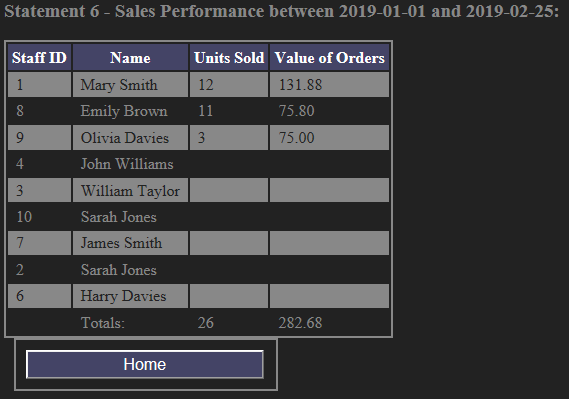 Statement 6 - Sales Performance between 2019-01-01 and 2019-02-25:
Staff ID Name Units Sold Value of Orders
1 Mary Smith 12 131.88
8 Emily Brown 11 75.80
9 Olivia Davies 3 75.00
4 John Williams
3 William Taylor
10 Sarah Jones
7 James Smith
2 Sarah Jones
6 Harry Davies
Totals: 26 282.68
Home